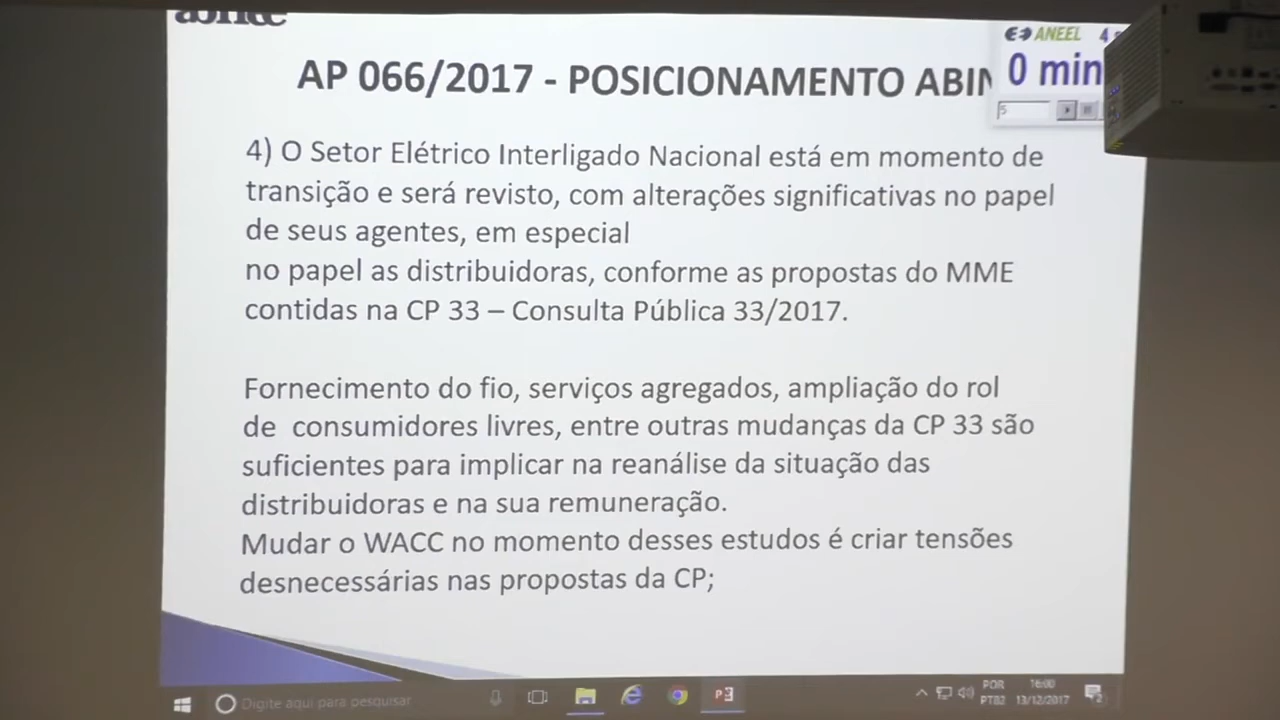 abinee
AP 066/2017 - POSICIONAMENTO ABIN
ANEEL 4
0 min
5
4) O Setor Elétrico Interligado Nacional está em momento de
transição e será revisto, com alterações significativas no papel
de seus agentes, em especial
no papel as distribuidoras, conforme as propostas do MME
contidas na CP 33 – Consulta Pública 33/2017.
Fornecimento do fio, serviços agregados, ampliação do rol
de consumidores livres, entre outras mudanças da CP 33 são
suficientes para implicar na reanálise da situação das
distribuidoras e na sua remuneração.
Mudar o WACC no momento desses estudos é criar tensões
desnecessárias nas propostas da CP;
Digite aqui para pesquisar
POR 16:00
PTB2 13/12/2017